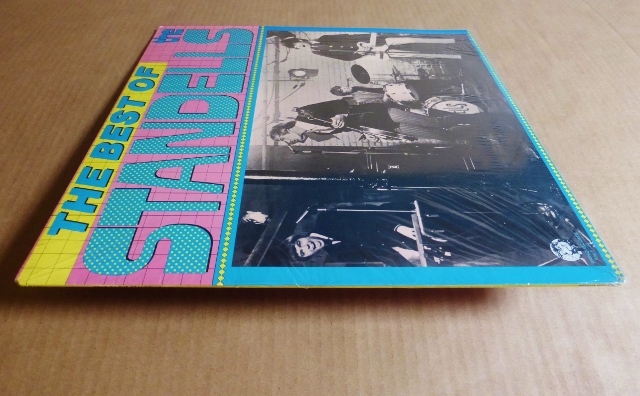 THE BEST OF
the
STANDELLS